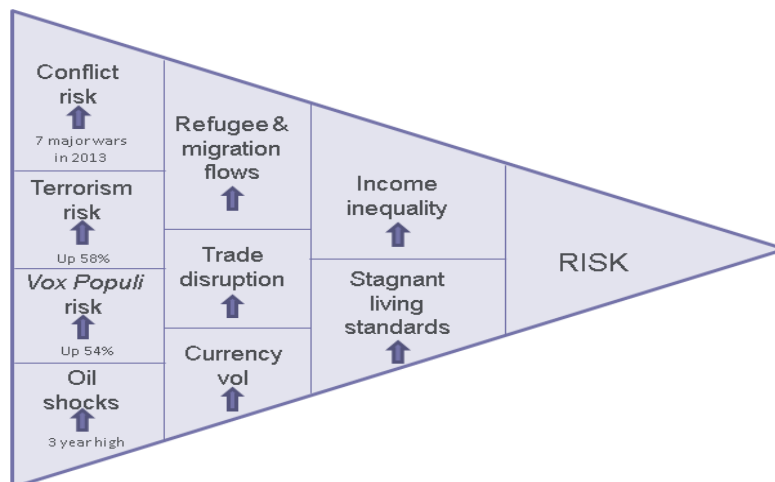 Conflict
risk
7 major wars
in 2013
Terrorism
risk
Up 58%
Vox Populi
risk
Up 54%
Oil
shocks
3 year high
Refugee &
migration
flows
Trade
disruption
Currency
vol
Income
inequality
Stagnant
living
standards
RISK